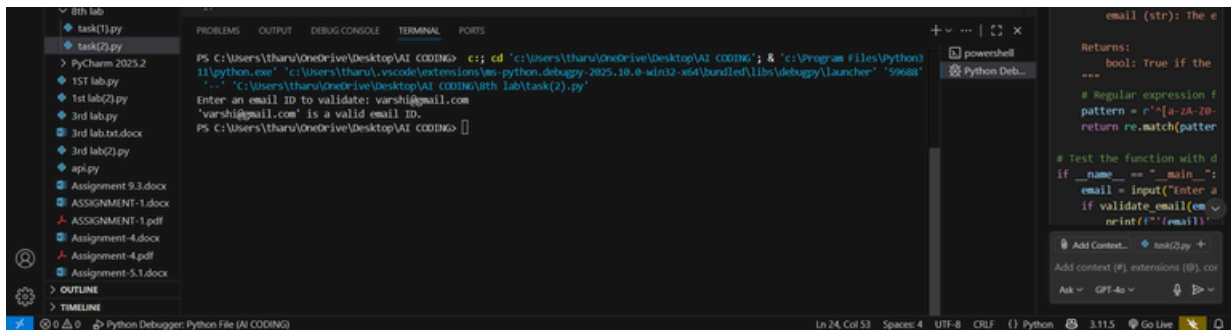 8th lab
task(1).py
task(2).py
PyCharm 2025.2
1ST lab.py
1st lab(2).py
3rd lab.py
3rd lab.txt.docx
3rd lab(2).py
api.py
Assignment 9.3.docx
ASSIGNMENT-1.docx
ASSIGNMENT-1.pdf
Assignment-4.docx
Assignment-4.pdf
Assignment-5.1.docx
OUTLINE
TIMELINE
PROBLEMS OUTPUT DEBUG CONSOLE TERMINAL PORTS
PS C:\Users\tharu\OneDrive\Desktop\AI CODING> c:; cd 'c:\Users\tharu\OneDrive\Desktop\AI CODING'; & 'c:\Program Files\Python3
11\python.exe' 'c:\Users\tharu\.vscode\extensions\ms-python.debugpy-2025.10.0-win32-x64\bundled\libs\debugpy\launcher' '59688'
'--' 'C:\Users\tharu\OneDrive\Desktop\AI CODING\8th lab\task(2).py'
Enter an email ID to validate: varshi@gmail.com
'varshi@gmail.com' is a valid email ID.
PS C:\Users\tharu\OneDrive\Desktop\AI CODING>
powershell
Python Deb...
email (str): The e
Returns:
bool: True if the
"""
# Regular expression f
pattern = r'^[a-zA-Z0-
return re.match(patter
# Test the function with d
if __name__ == "__main__":
email = input("Enter a
if validate_email(em
print(f"'{email}'
Add Context... task(2).py +
Add context (#), extensions (@), cor
Ask GPT-4o
0 0 Python Debugger: Python File (AI CODING)
Ln 24, Col 53 Spaces: 4 UTF-8 CRLF {} Python 3.11.5 Go Live